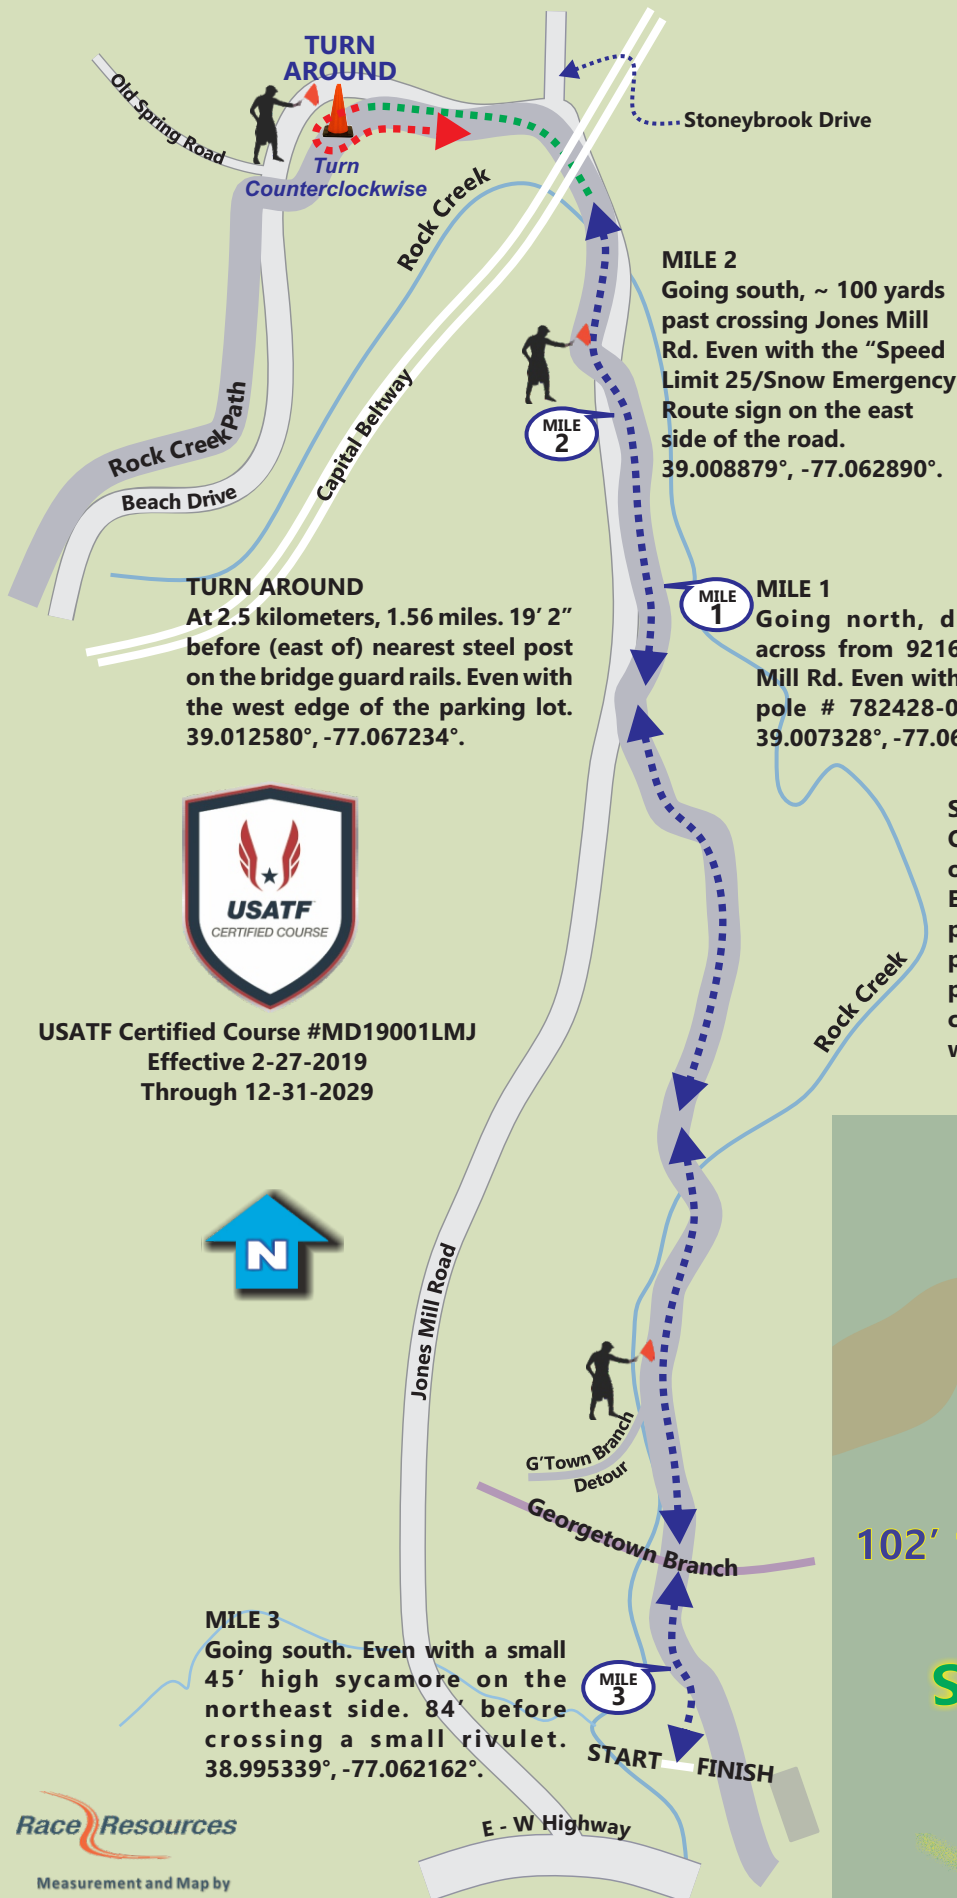 TURN
AROUND
Old Spring Road
Stoneybrook Drive
Turn
Counterclockwise
Rock Creek
MILE 2
Going south, ~ 100 yards
past crossing Jones Mill
Rd. Even with the “Speed
Limit 25/Snow Emergency
Route sign on the east
side of the road.
39.008879°, -77.062890°.
MILE
2
Capital Beltway
Rock Creek Path
Beach Drive
TURN AROUND
At 2.5 kilometers, 1.56 miles. 19’ 2”
before (east of) nearest steel post
on the bridge guard rails. Even with
the west edge of the parking lot.
39.012580°, -77.067234°.
MILE
1
MILE 1
Going north, d
across from 9216
Mill Rd. Even with
pole # 782428-0
39.007328°, -77.06
USATF
CERTIFIED COURSE
USATF Certified Course #MD19001LMJ
Effective 2-27-2019
Through 12-31-2029
Rock Creek
N
Jones Mill Road
G’Town Branch
Detour
Georgetown Branch
102’
S
MILE 3
Going south. Even with a small
45’ high sycamore on the
northeast side. 84’ before
crossing a small rivulet.
38.995339°, -77.062162°.
MILE
3
START FINISH
E - W Highway
Race Resources
Measurement and Map by